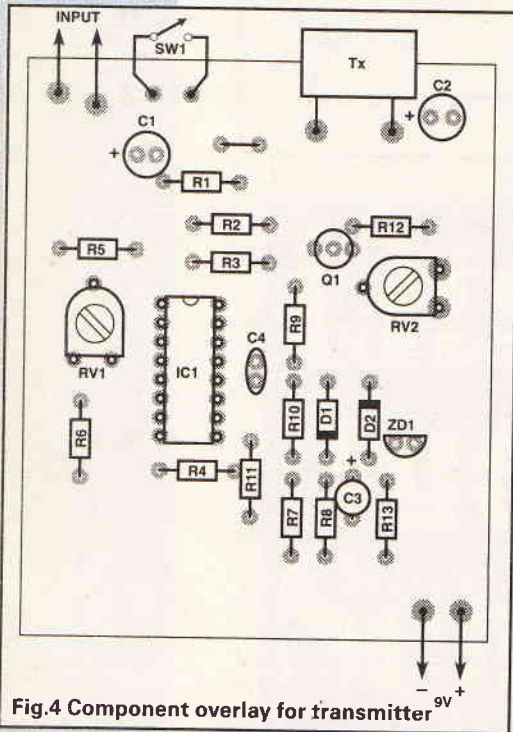 INPUT
SW1
Tx
C2
+
C1
+
R1
R2
R12
R5
R3
Q1
RV1
IC1
C4
R9
RV2
R6
R10
D1
D2
ZD1
R4
R11
+
R7
R8
C3
R13
- +
9V
Fig.4 Component overlay for transmitter